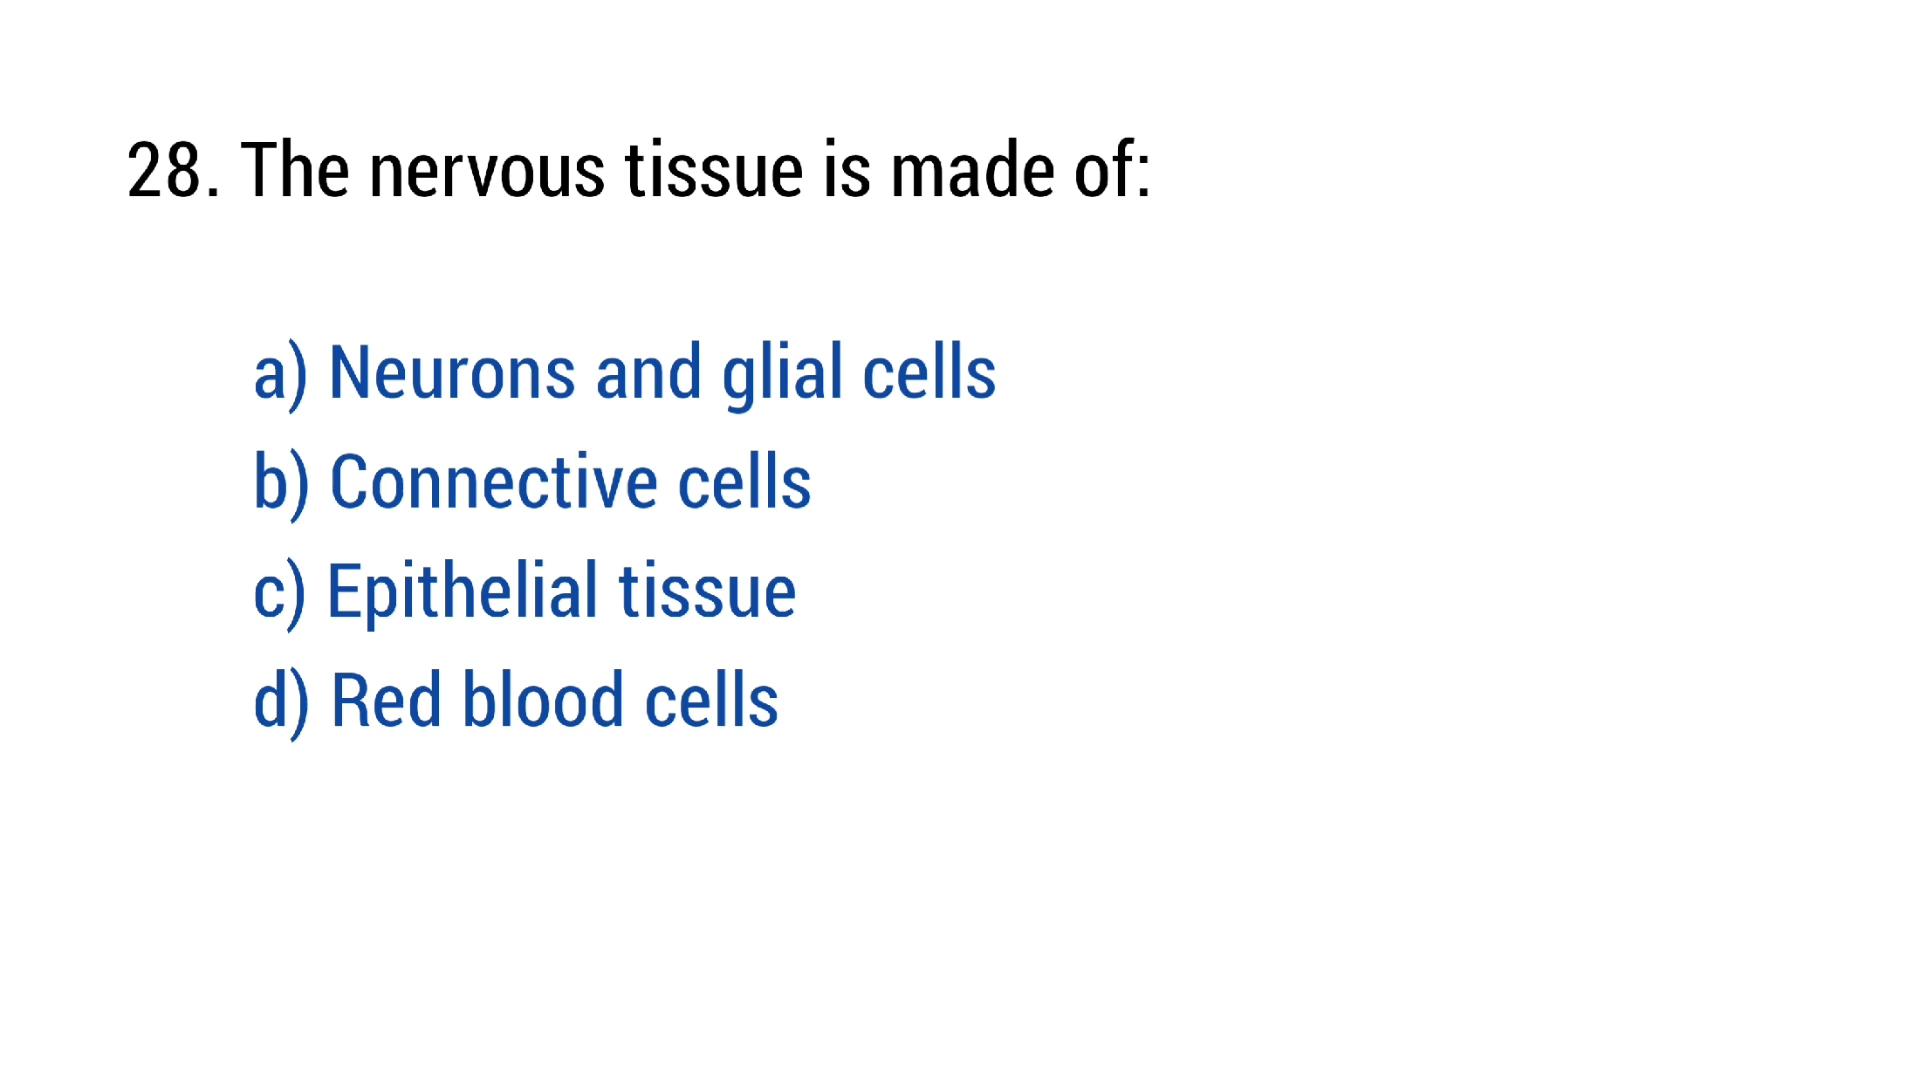 28. The nervous tissue is made of:
a) Neurons and glial cells
b) Connective cells
c) Epithelial tissue
d) Red blood cells